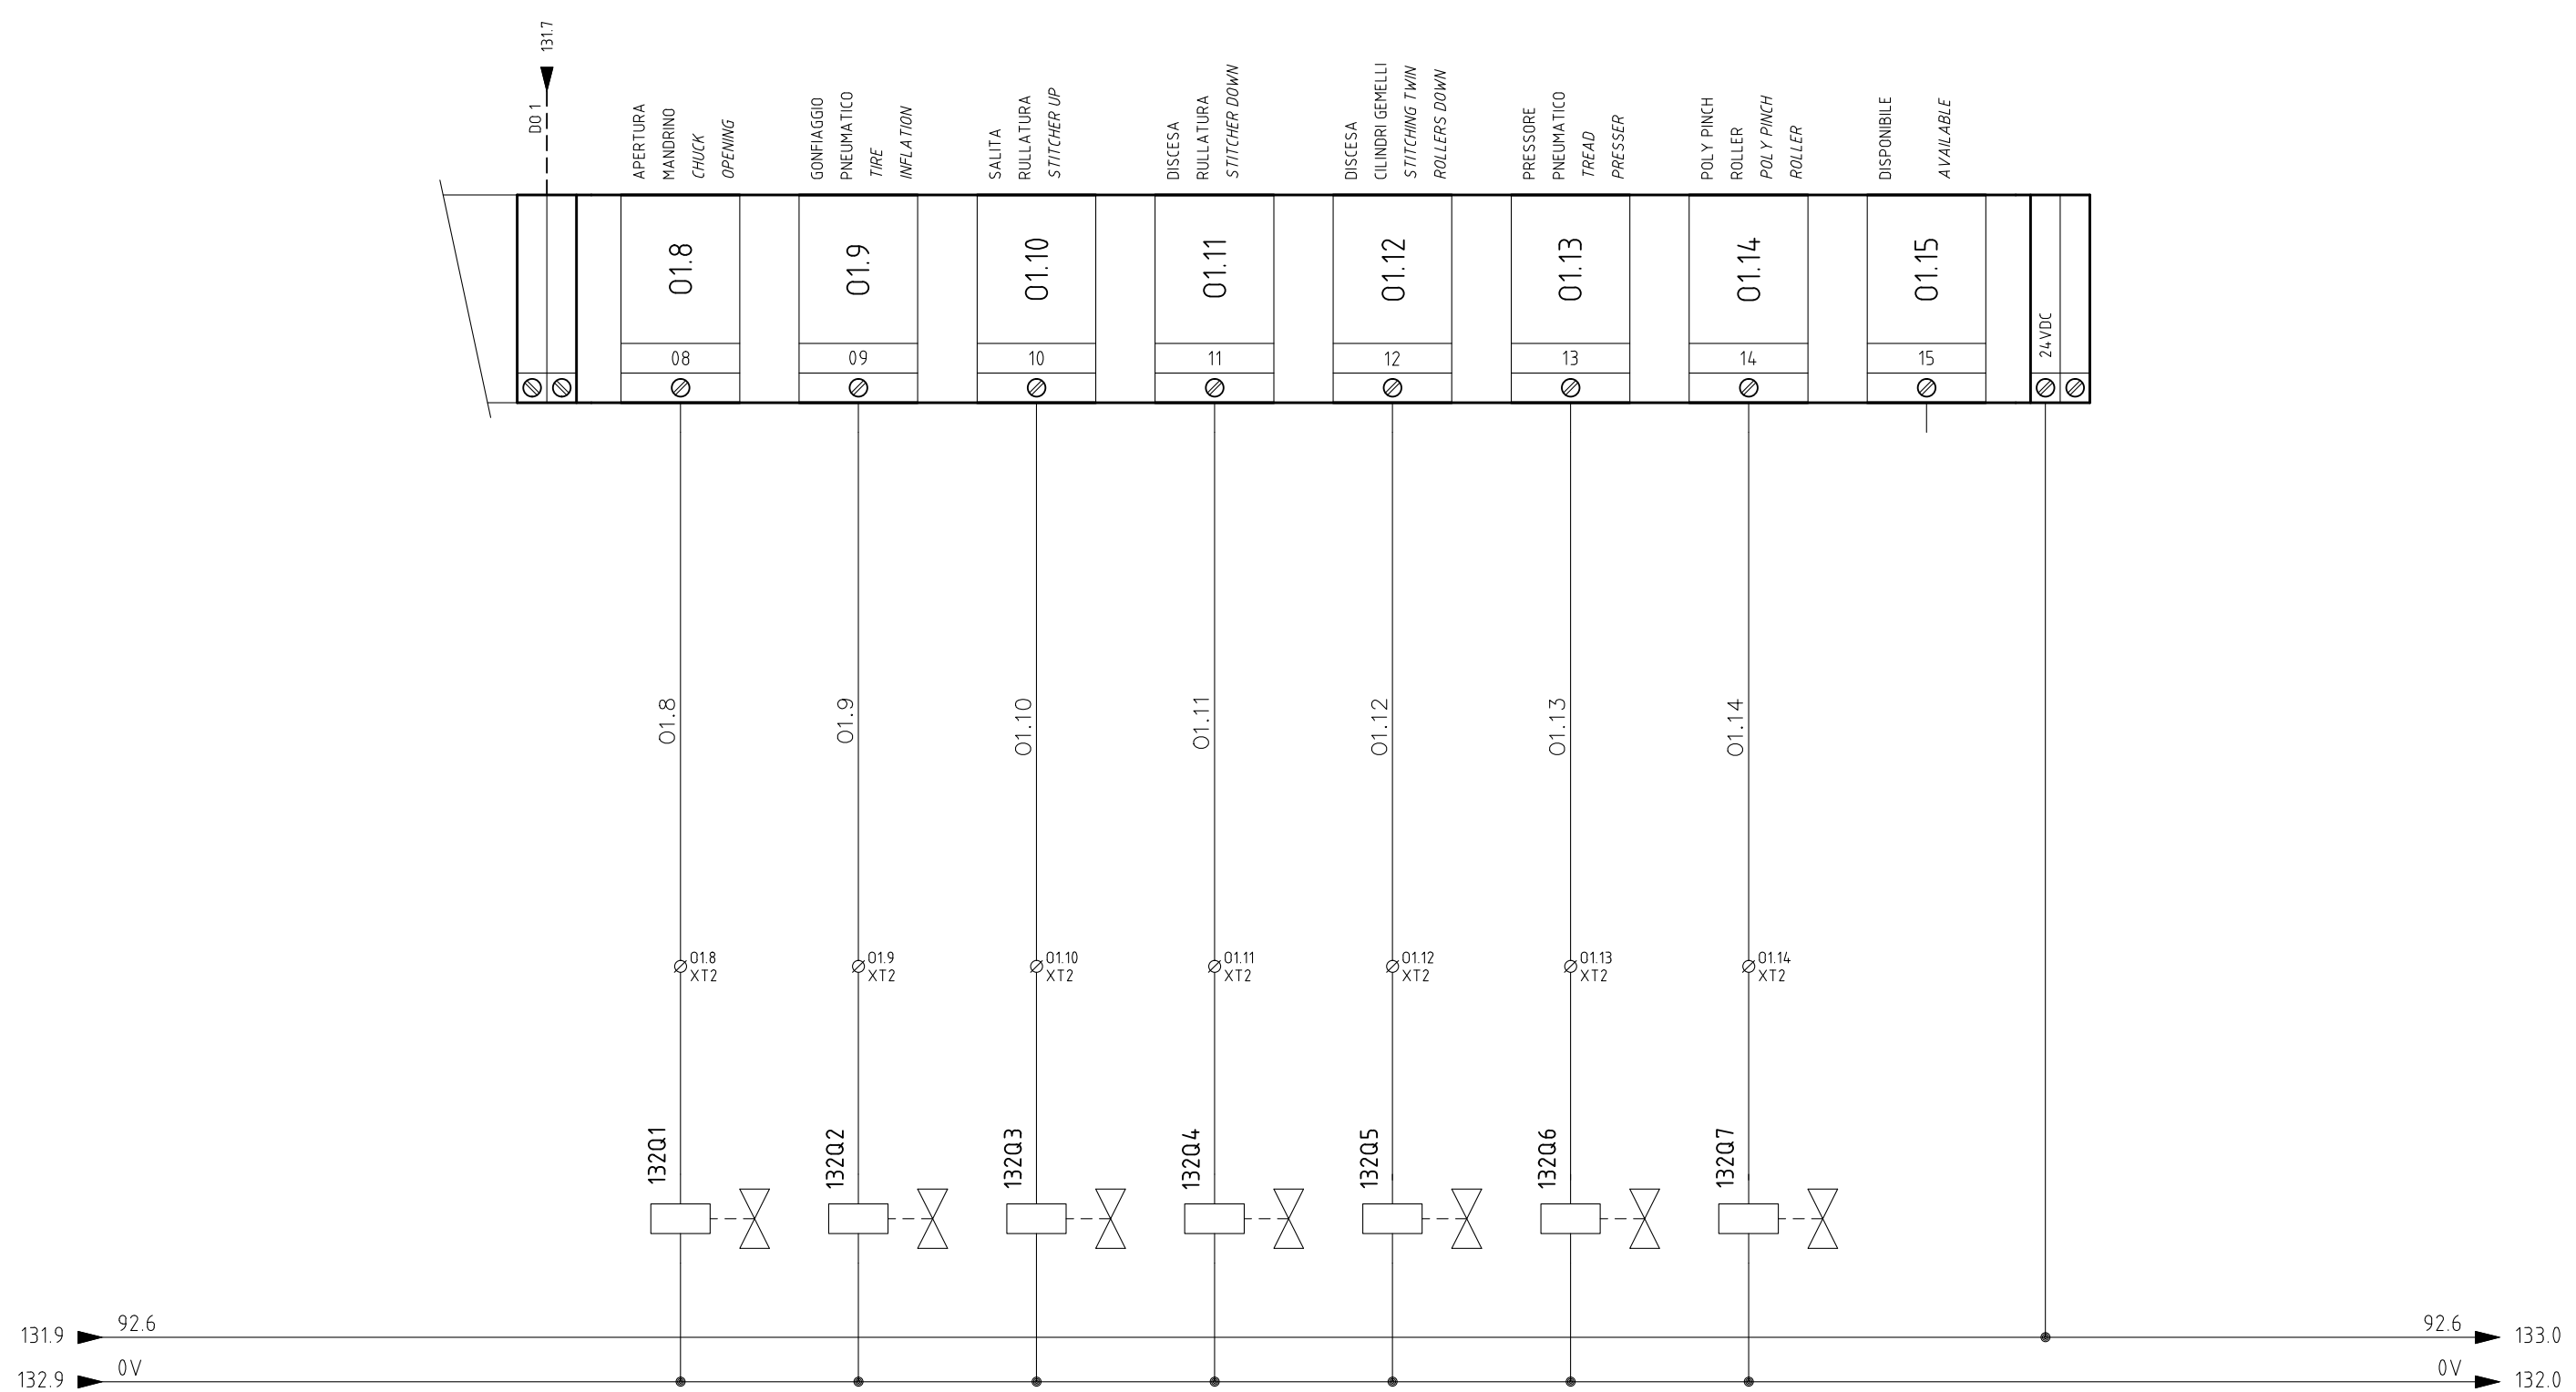 131.7
DO 1
APERTURA
MANDRINO
CHUCK
OPENING
GONFIAGGIO
PNEUMATICO
TIRE
INFLATION
SALITA
RULLATURA
STITCHER UP
DISCESA
RULLATURA
STITCHER DOWN
DISCESA
CILINDRI GEMELLI
STITCHING TWIN
ROLLERS DOWN
PRESSORE
PNEUMATICO
TREAD
PRESSER
POLY PINCH
ROLLER
POLY PINCH
ROLLER
DISPONIBILE
AVAILABLE
O1.8
O1.9
O1.10
O1.11
O1.12
O1.13
O1.14
O1.15
24VDC
08
09
10
11
12
13
14
15
O1.8
O1.9
O1.10
O1.11
O1.12
O1.13
O1.14
O1.8
XT2
O1.9
XT2
O1.10
XT2
O1.11
XT2
O1.12
XT2
O1.13
XT2
O1.14
XT2
132Q1
132Q2
132Q3
132Q4
132Q5
132Q6
132Q7
131.9
92.6
92.6
133.0
132.9
0V
0V
132.0